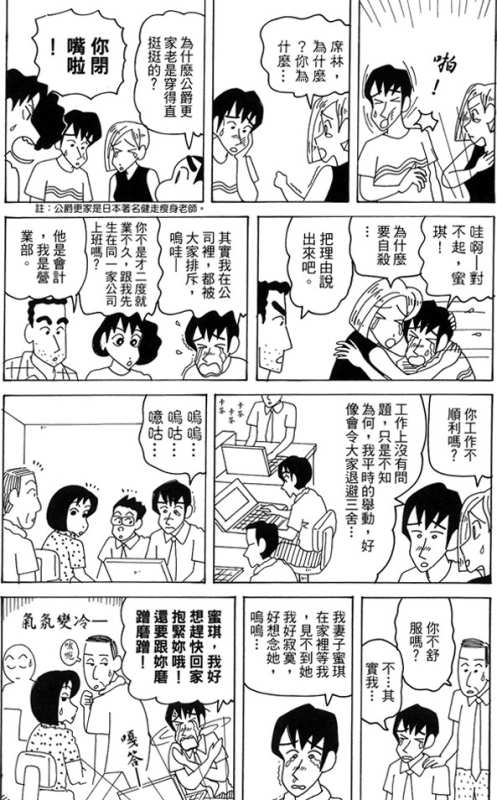 啪！
席林，
為什麼
？你為
什麼…
為什麼公爵更
家老是穿得直
挺挺的？
你閉
嘴啦
！
註：公爵更家是日本著名健走瘦身老師。
哇啊—對
不起，蜜
琪！
為什麼
要自殺
…
把理由說
出來吧。
其實我在公
司裡，都被
大家排斥，
嗚哇—
你不是才二度就
業不久，跟我先
生在同一家公司
上班嗎？
他是會計
，我是營
業部。
你工作不
順利嗎？
工作上沒有問
題，只是不知
為何，我平時的舉動，好
像會令大家退避三舍…
卡答
卡答
卡答
嗚嗚…
嗚咕…
噫咕…
你不舒
服嗎？
不…其
實我…
我妻子蜜琪
在家裡等我
，見不到她
我好寂寞，
好想念她，
嗚嗚…
蜜琪，我好
想趕快回家
抱緊妳哦！
還要跟妳磨
蹭磨蹭！
嘎答—
氣氛變冷—